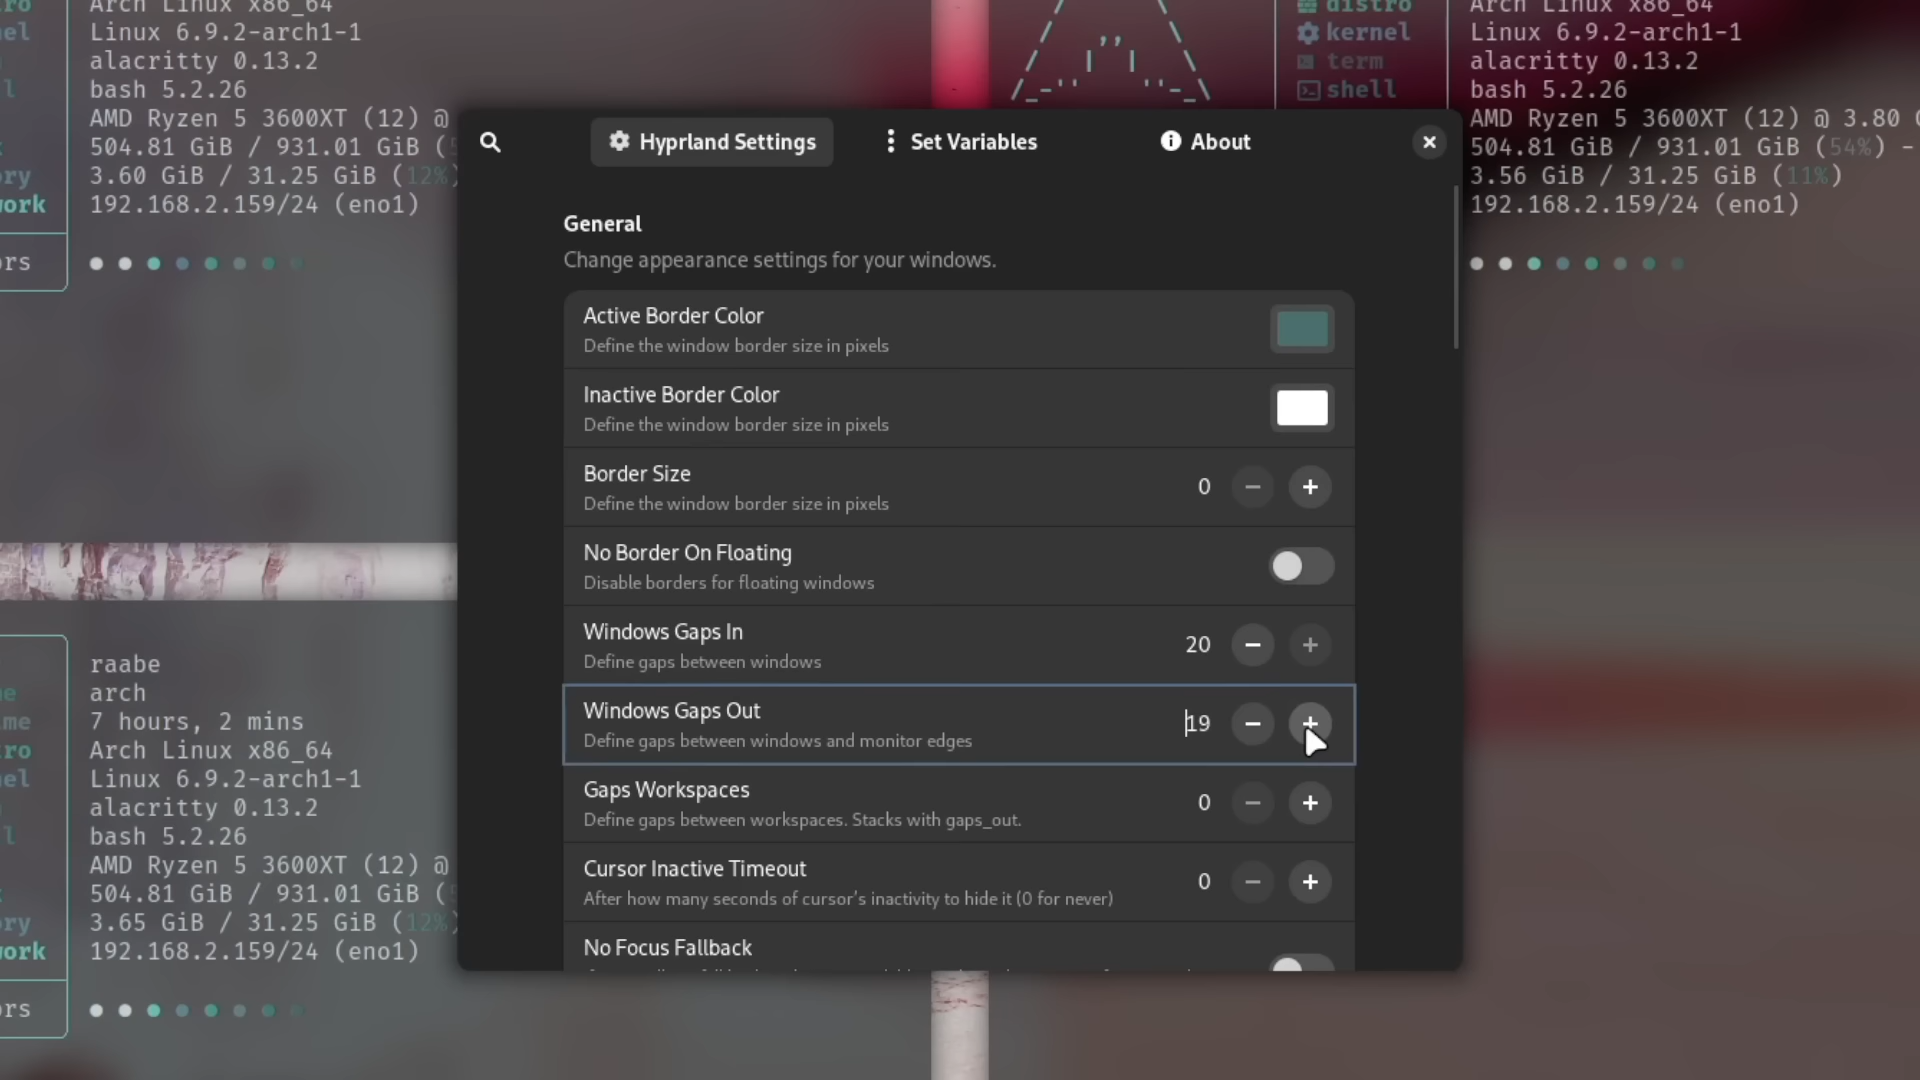 Arch Linux x86_64
Linux 6.9.2-arch1-1
alacritty 0.13.2
bash 5.2.26
AMD Ryzen 5 3600XT (12) @
504.81 GiB / 931.01 GiB (
3.60 GiB / 31.25 GiB (12%)
work
192.168.2.159/24 (eno1)
distro
kernel
term
shell
Arch Linux x86_64
Linux 6.9.2-arch1-1
alacritty 0.13.2
bash 5.2.26
AMD Ryzen 5 3600XT (12) @ 3.80
504.81 GiB / 931.01 GiB (54%) -
3.56 GiB / 31.25 GiB (11%)
192.168.2.159/24 (eno1)
Hyprland Settings
Set Variables
About
General
Change appearance settings for your windows.
Active Border Color
Define the window border size in pixels
Inactive Border Color
Define the window border size in pixels
Border Size
Define the window border size in pixels
0
No Border On Floating
Disable borders for floating windows
Windows Gaps In
Define gaps between windows
20
Windows Gaps Out
Define gaps between windows and monitor edges
19
Gaps Workspaces
Define gaps between workspaces. Stacks with gaps_out.
0
Cursor Inactive Timeout
After how many seconds of cursor's inactivity to hide it (0 for never)
0
No Focus Fallback
raabe
arch
7 hours, 2 mins
Arch Linux x86_64
Linux 6.9.2-arch1-1
alacritty 0.13.2
bash 5.2.26
AMD Ryzen 5 3600XT (12) @
504.81 GiB / 931.01 GiB (
3.65 GiB / 31.25 GiB (12%)
work
192.168.2.159/24 (eno1)